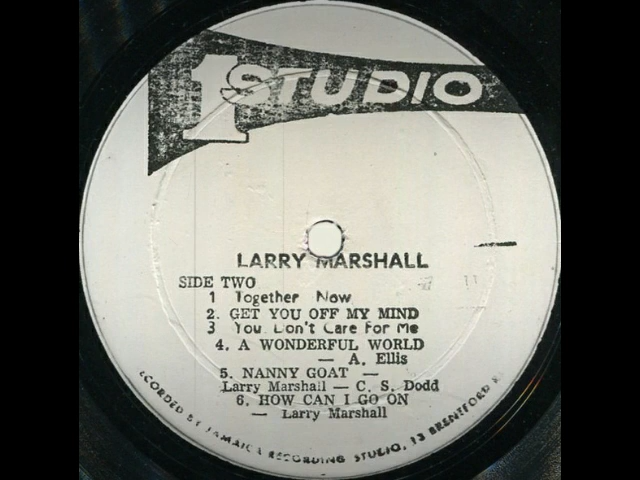 1 STUDIO
LARRY MARSHALL
SIDE TWO
1 Together Now
2. GET YOU OFF MY MIND
3 You Don't Care For Me
4. A WONDERFUL WORLD
— A. Ellis
5. NANNY GOAT —
Larry Marshall — C. S. Dodd
6. HOW CAN I GO ON
— Larry Marshall
CORDED BY JAMAICA RECORDING STUDIO, 13 BRENTFORD R